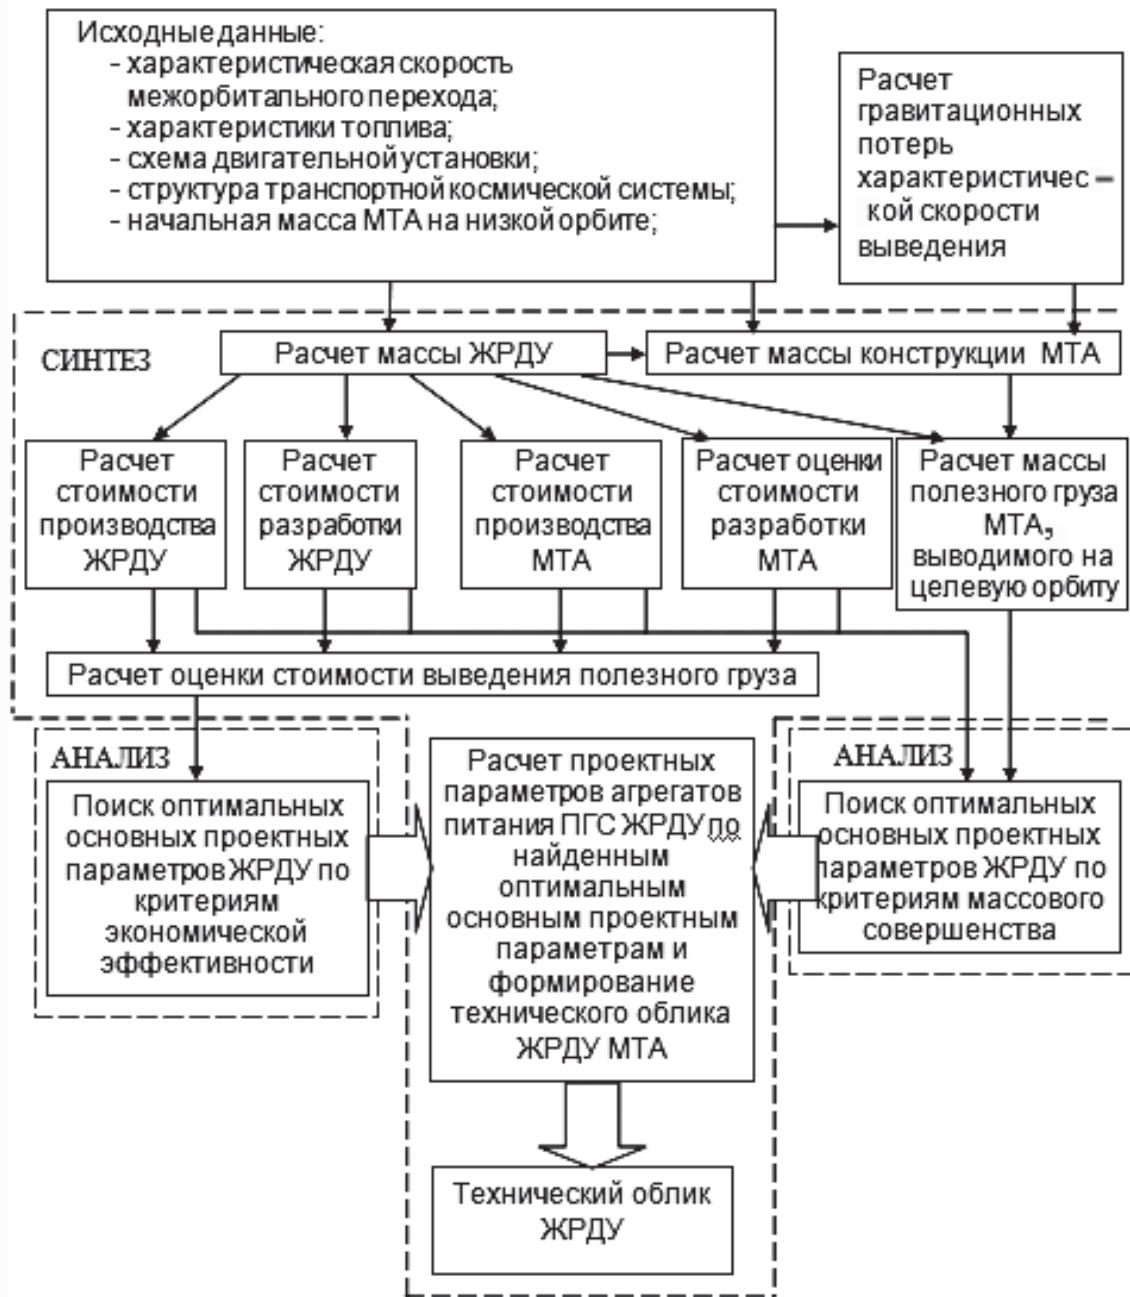 Исходные данные:
- характеристическая скорость
межорбитального перехода;
- характеристики топлива;
- схема двигательной установки;
- структура транспортной космической системы;
- начальная масса МТА на низкой орбите;
Расчет
гравитационных
потерь
характеристичес –
кой скорости
выведения
СИНТЕЗ
Расчет массы ЖРДУ
Расчет массы конструкции МТА
Расчет
стоимости
производства
ЖРДУ
Расчет
стоимости
разработки
ЖРДУ
Расчет
стоимости
производства
МТА
Расчет оценки
стоимости
разработки
МТА
Расчет массы
полезного груза
МТА,
выводимого на
целевую орбиту
Расчет оценки стоимости выведения полезного груза
АНАЛИЗ
Поиск оптимальных
основных проектных
параметров ЖРДУ по
критериям
экономической
эффективности
Расчет проектных
параметров агрегатов
питания ПГС ЖРДУ по
найденным
оптимальным
основным проектным
параметрам и
формирование
технического облика
ЖРДУ МТА
АНАЛИЗ
Поиск оптимальных
основных проектных
параметров ЖРДУ по
критериям массового
совершенства
Технический облик
ЖРДУ